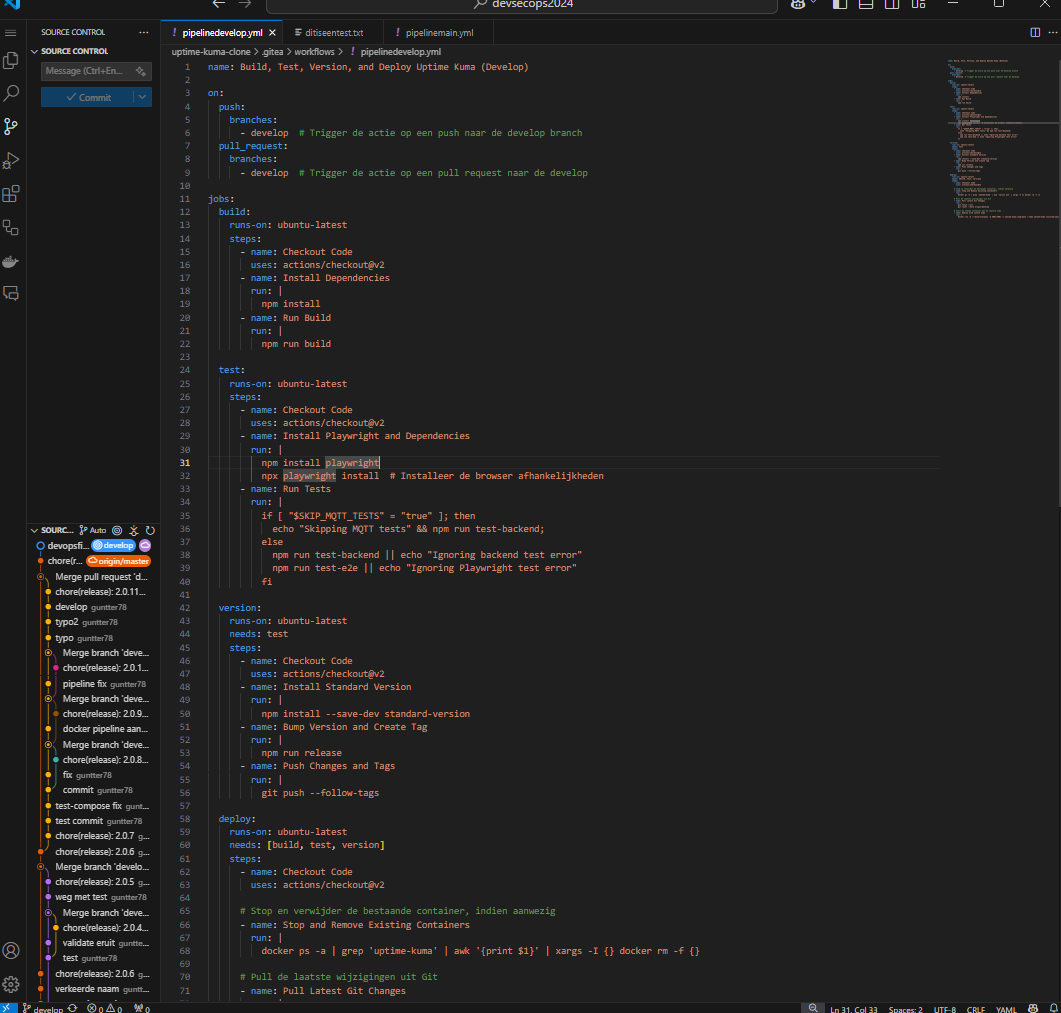 devsecops2024
SOURCE CONTROL
SOURCE CONTROL
Message (Ctrl+En...
Commit
pipelinedevelop.yml
ditiseentest.txt
pipelinemain.yml
uptime-kuma-clone > .gitea > workflows > ! pipelinedevelop.yml
1 name: Build, Test, Version, and Deploy Uptime Kuma (Develop)
2
3 on:
4 push:
5 branches:
6 - develop # Trigger de actie op een push naar de develop branch
7 pull_request:
8 branches:
9 - develop # Trigger de actie op een pull request naar de develop
10
11 jobs:
12 build:
13 runs-on: ubuntu-latest
14 steps:
15 - name: Checkout Code
16 uses: actions/checkout@v2
17 - name: Install Dependencies
18 run: |
19 npm install
20 - name: Run Build
21 run: |
22 npm run build
23
24 test:
25 runs-on: ubuntu-latest
26 steps:
27 - name: Checkout Code
28 uses: actions/checkout@v2
29 - name: Install Playwright and Dependencies
30 run: |
31 npm install playwright
32 npx playwright install # Installeer de browser afhankelijkheden
33 - name: Run Tests
34 run: |
35 if [ "$SKIP_MQTT_TESTS" = "true" ]; then
36 echo "Skipping MQTT tests" && npm run test-backend;
37 else
38 npm run test-backend || echo "Ignoring backend test error"
39 npm run test-e2e || echo "Ignoring Playwright test error"
40 fi
41
42 version:
43 runs-on: ubuntu-latest
44 needs: test
45 steps:
46 - name: Checkout Code
47 uses: actions/checkout@v2
48 - name: Install Standard Version
49 run: |
50 npm install --save-dev standard-version
51 - name: Bump Version and Create Tag
52 run: |
53 npm run release
54 - name: Push Changes and Tags
55 run: |
56 git push --follow-tags
57
58 deploy:
59 runs-on: ubuntu-latest
60 needs: [build, test, version]
61 steps:
62 - name: Checkout Code
63 uses: actions/checkout@v2
64
65 # Stop en verwijder de bestaande container, indien aanwezig
66 - name: Stop and Remove Existing Containers
67 run: |
68 docker ps -a | grep 'uptime-kuma' | awk '{print $1}' | xargs -I {} docker rm -f {}
69
70 # Pull de laatste wijzigingen uit Git
71 - name: Pull Latest Git Changes
SOURC... Auto
devopsfi... develop
chore(r... origin/master
Merge pull request 'd...
chore(release): 2.0.11...
develop guntter78
typo2 guntter78
typo guntter78
Merge branch 'deve...
chore(release): 2.0.1...
pipeline fix guntter78
Merge branch 'deve...
chore(release): 2.0.9...
docker pipeline aan...
Merge branch 'deve...
chore(release): 2.0.8...
fix guntter78
commit guntter78
test-compose fix gunt...
test commit guntter78
chore(release): 2.0.7 g...
chore(release): 2.0.6 g...
Merge branch 'develo...
chore(release): 2.0.5 g...
weg met test guntter78
Merge branch 'deve...
chore(release): 2.0.4...
validate eruit guntte...
test guntter78
chore(release): 2.0.6 g...
verkeerde naam guntter...
develop 0 0 0
Ln 31, Col 33 Spaces: 2 UTF-8 CRLF YAML